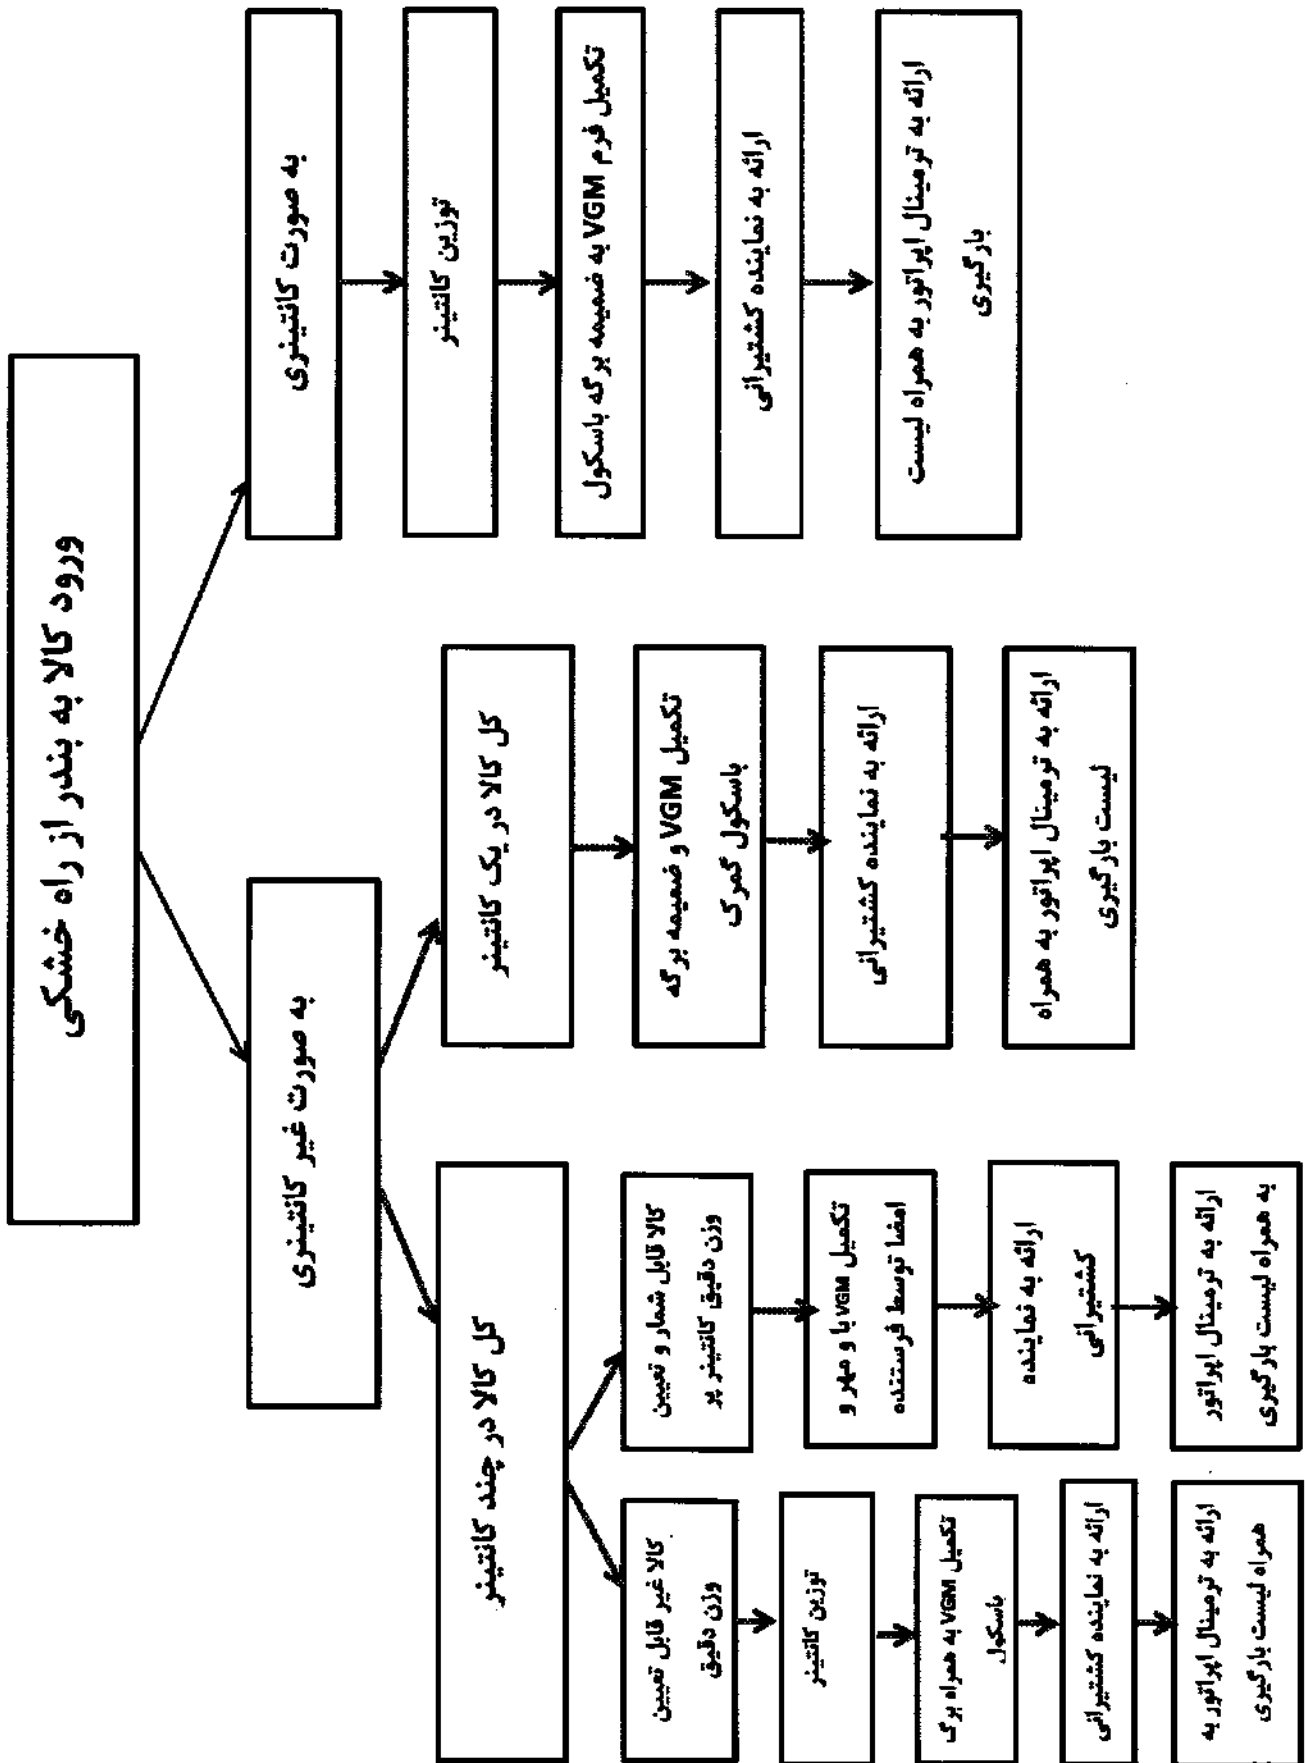 ورود کالا به بندر از راه خشکی
به صورت کانتینری
توزین کانتینر
تکمیل فرم VGM به ضمیمه برگه باسکول
ارائه به نماینده کشتیرانی
ارائه به ترمینال اپراتور به همراه لیست
بارگیری
به صورت غیر کانتینری
کل کالا در یک کانتینر
تکمیل VGM و ضمیمه برگه
باسکول گمرک
ارائه به نماینده کشتیرانی
ارائه به ترمینال اپراتور به همراه
لیست بارگیری
کل کالا در چند کانتینر
کالا قابل شمار و تعیین
وزن دقیق کانتینر پر
تکمیل VGM با و مهر و
امضا توسط فرستنده
ارائه به نماینده
کشتیرانی
ارائه به ترمینال اپراتور
به همراه لیست بارگیری
کالا غیر قابل تعیین
وزن دقیق
توزین کانتینر
تکمیل VGM به همراه برگ
باسکول
ارائه به نماینده کشتیرانی
ارائه به ترمینال اپراتور به
همراه لیست بارگیری